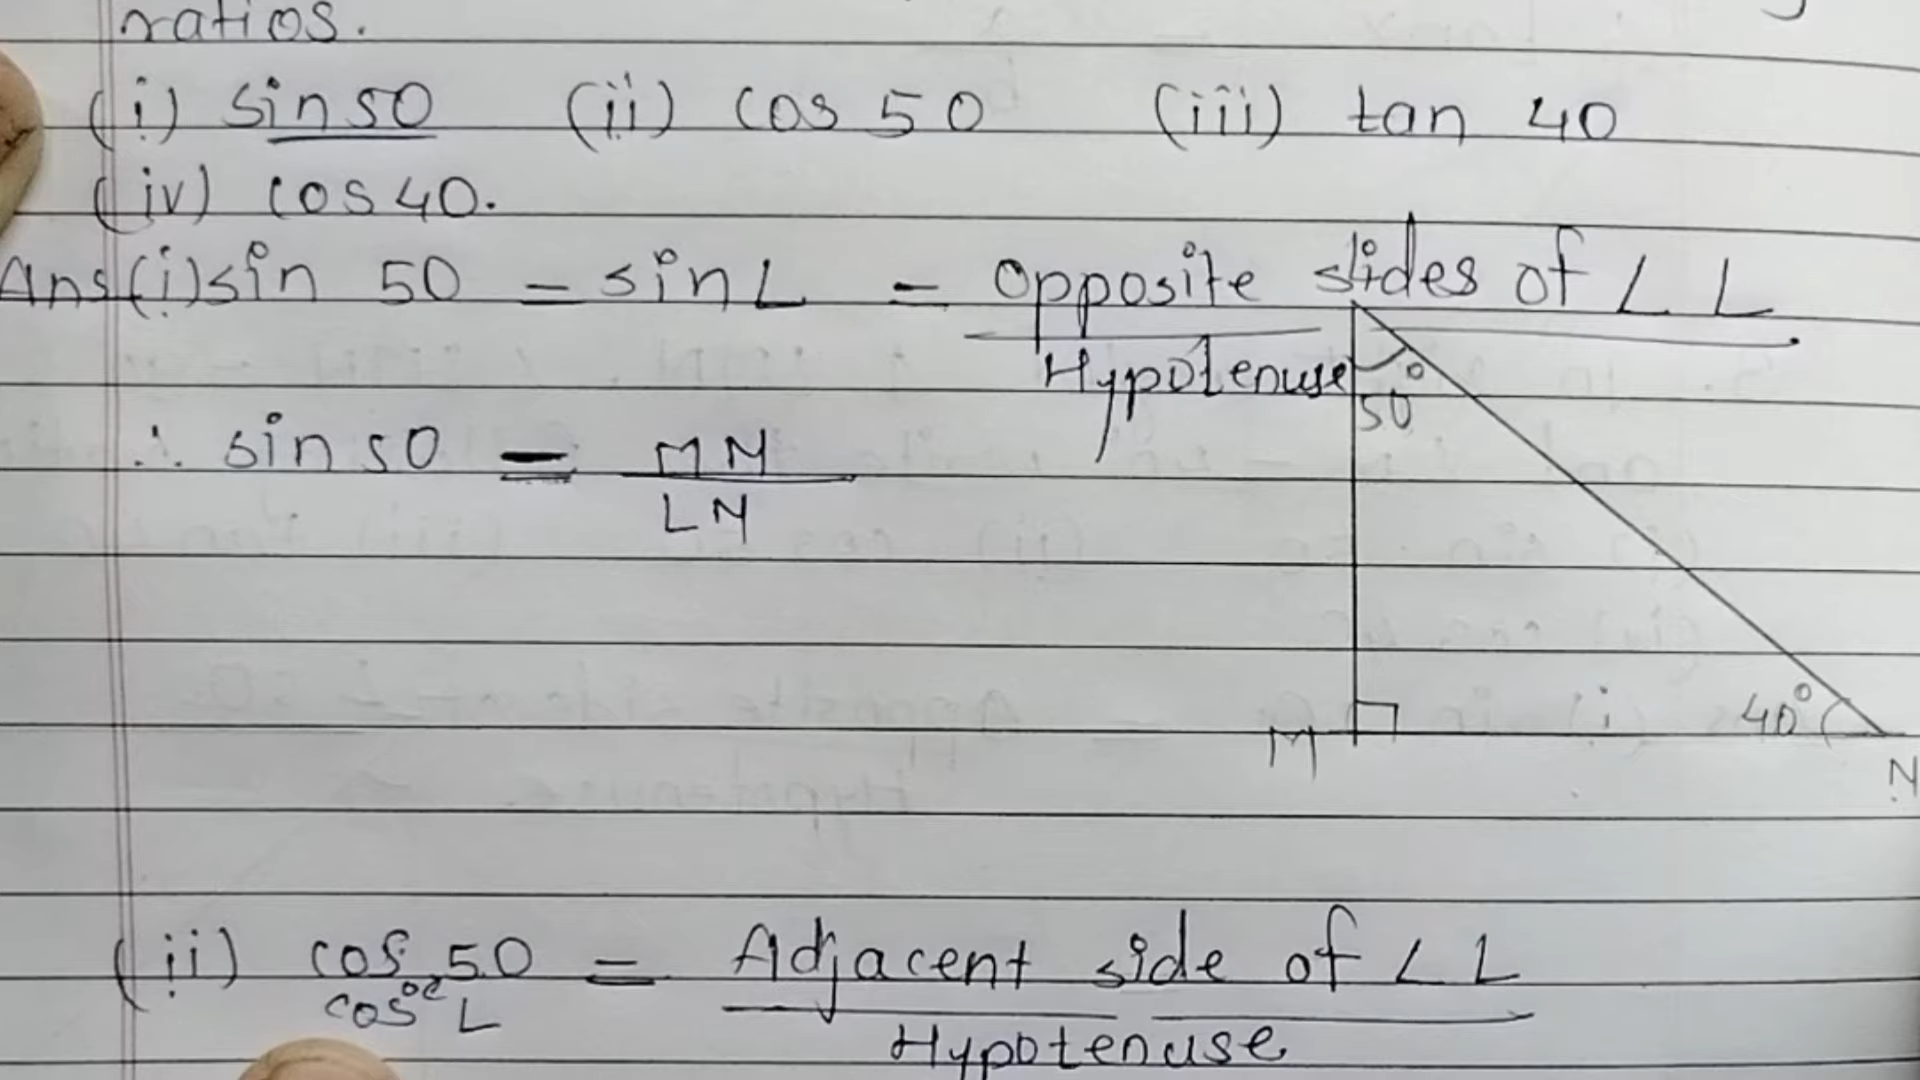 ratios.
(i) sin 50 (ii) cos 50 (iii) tan 40
(iv) cos 40.
Ans (i) sin 50 = sin L = Opposite sides of ∠ L
Hypotenuse
50°
∴ sin 50 = MN
LN
40°
M
N
(ii) cos 50 = Adjacent side of ∠ L
cos L
Hypotenuse